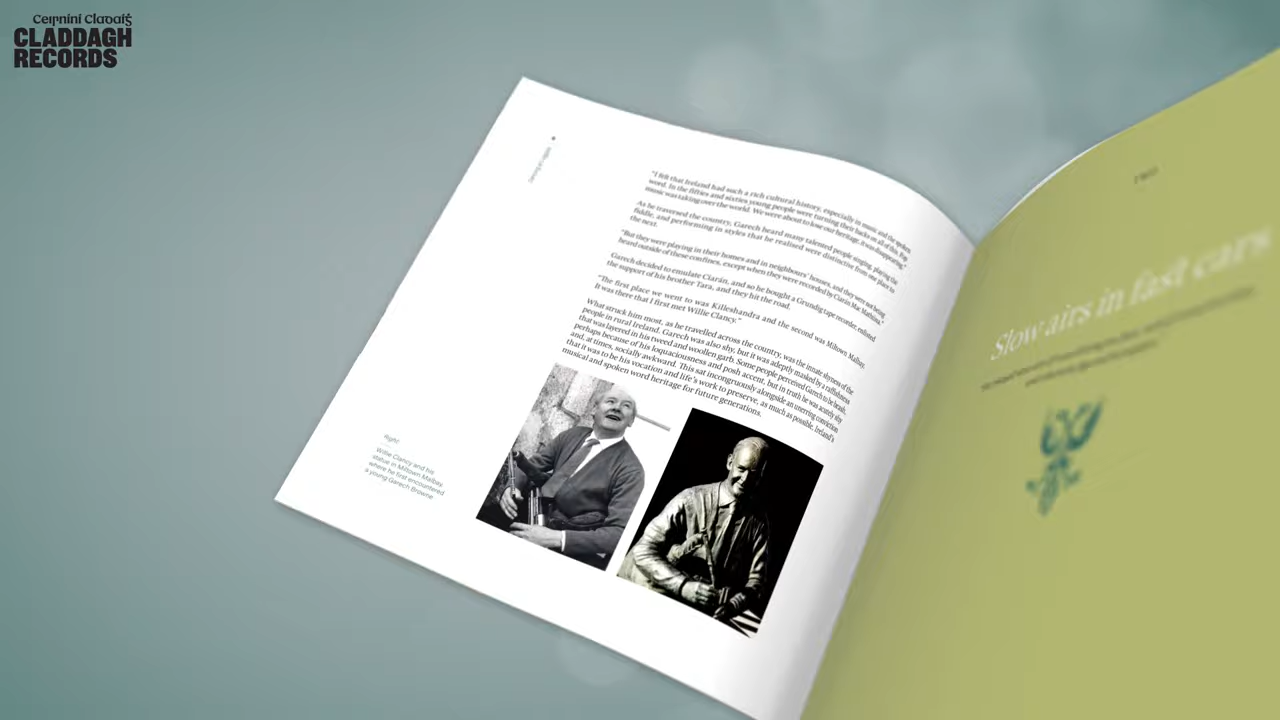 Ceirníní Cladaig
CLADDAGH
RECORDS
"I felt that Ireland had such a rich cultural history, especially in music and the spoken
word. In the fifties and sixties young people were turning their backs on all of this. Pop
music was taking over the world. We were about to lose our heritage, it was disappearing."
As he traversed the country, Garech heard many talented people singing, playing the
fiddle, and performing in styles that he realised were distinctive from one place to
the next.
"But they were playing in their homes and in neighbours' houses, and they were not being
heard outside of these confines, except when they were recorded by Ciarán Mac Mathúna."
Garech decided to emulate Ciarán, and so he bought a Grundig tape recorder, enlisted
the support of his brother Tara, and they hit the road.
"The first place we went to was Killeshandra and the second was Miltown Malbay.
It was there that I first met Willie Clancy."
What struck him most, as he travelled across the country, was the innate shyness of the
people in rural Ireland. Garech was also shy, but it was adeptly masked by a raffishness
that was layered in his tweed and woollen garb. Some people perceived Garech to be brash,
perhaps because of his loquaciousness and posh accent, but in truth he was acutely shy
and, at times, socially awkward. This sat incongruously alongside an unerring conviction
that it was to be his vocation and life's work to preserve, as much as possible, Ireland's
musical and spoken word heritage for future generations.
Right:
Willie Clancy and his
statue in Miltown Malbay
where he first encountered
a young Garech Browne
TWO
Slow airs in fast cars